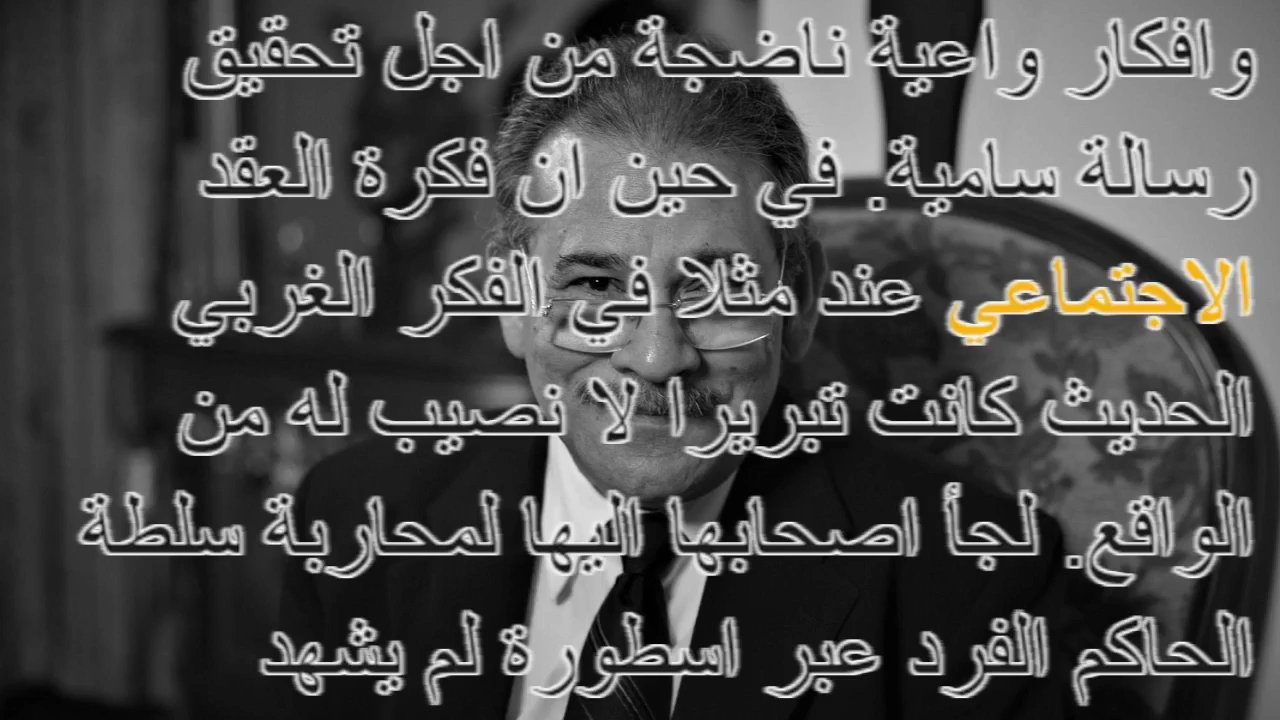 وافكار واعية ناضجة من اجل تحقيق
رسالة سامية. في حين ان فكرة العقد
الاجتماعي عند مثلا في الفكر الغربي
الحديث كانت تبريرا لا نصيب له من
الواقع. لجأ اصحابها اليها لمحاربة سلطة
الحاكم الفرد عبر اسطورة لم يشهد